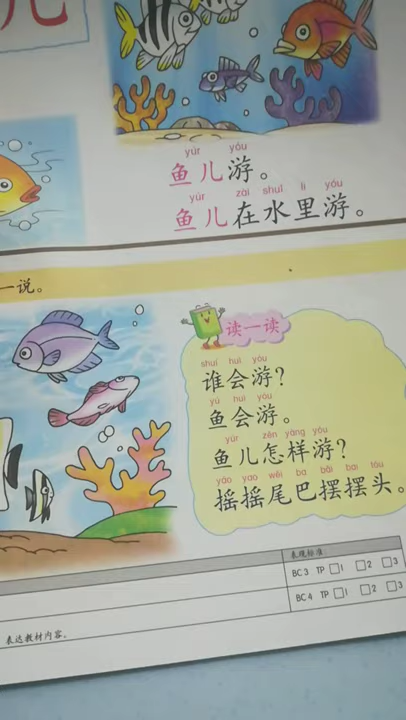 儿
yúr yóu
鱼儿游。
yúr zài shuǐ lǐ yóu
鱼儿在水里游。
一说。
读一读
shuí huì yóu
谁会游？
yú huì yóu
鱼会游。
yúr zěn yàng yóu
鱼儿怎样游？
yáo yao wěi ba bǎi bai tóu
摇摇尾巴摆摆头。
表现标准：
BC 3 TP □1 □2 □3
BC 4 TP □1 □2 □3
表达教材内容。